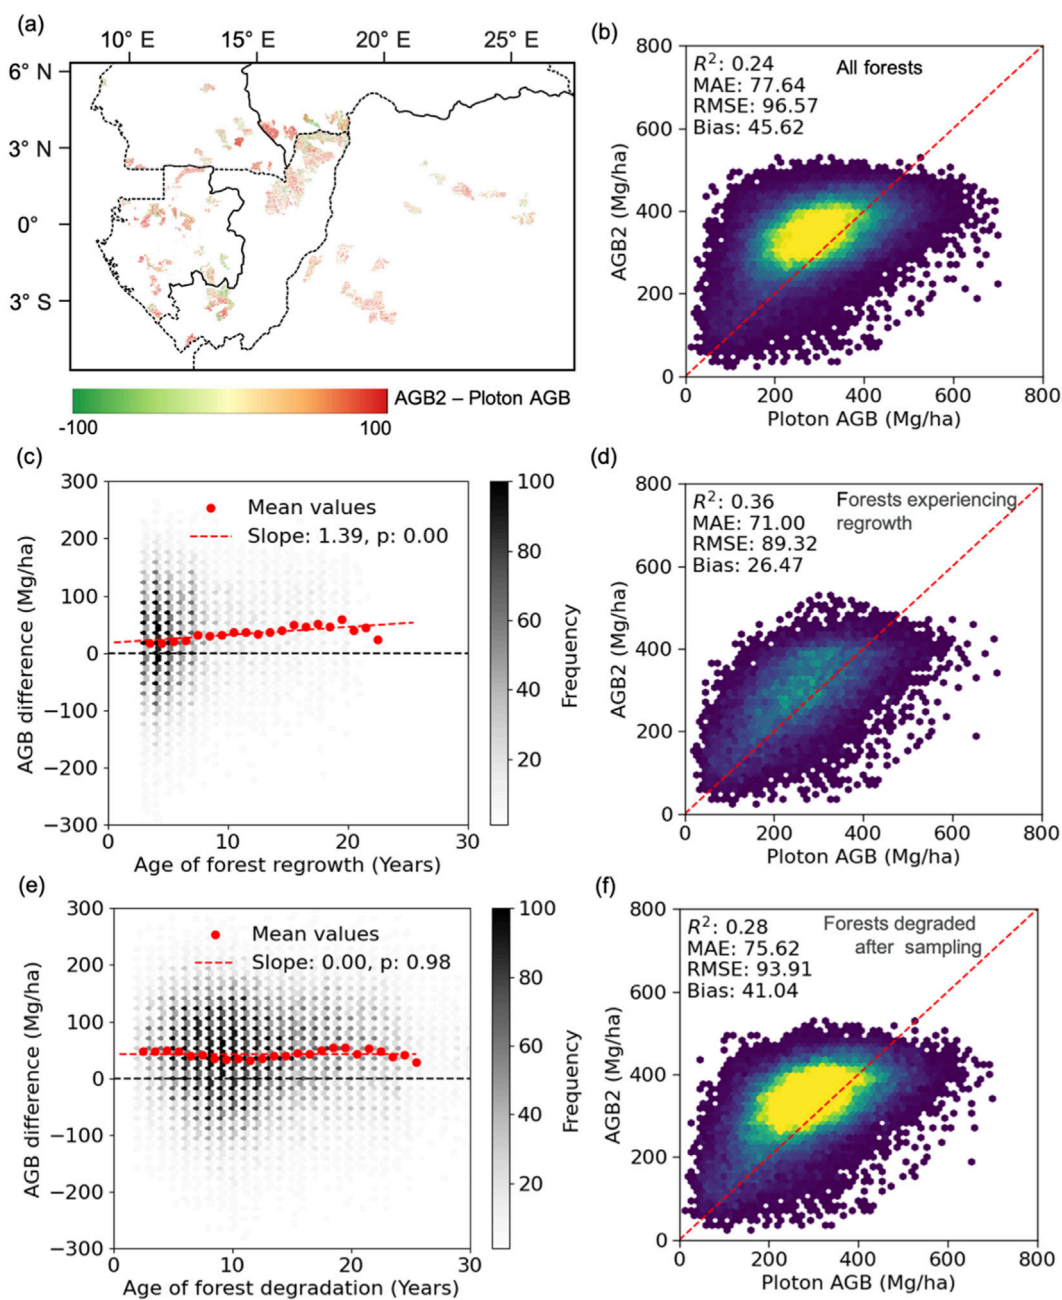 (a)
10° E 15° E 20° E 25° E
6° N
3° N
0°
3° S
AGB2 – Ploton AGB
-100 100
(b)
800
600
400
200
0
0 200 400 600 800
AGB2 (Mg/ha)
Ploton AGB (Mg/ha)
R²: 0.24
MAE: 77.64
RMSE: 96.57
Bias: 45.62
All forests
(c)
300
200
100
0
−100
−200
−300
0 10 20 30
AGB difference (Mg/ha)
Age of forest regrowth (Years)
Mean values
Slope: 1.39, p: 0.00
100
80
60
40
20
Frequency
(d)
800
600
400
200
0
0 200 400 600 800
AGB2 (Mg/ha)
Ploton AGB (Mg/ha)
R²: 0.36
MAE: 71.00
RMSE: 89.32
Bias: 26.47
Forests experiencing
regrowth
(e)
300
200
100
0
−100
−200
−300
0 10 20 30
AGB difference (Mg/ha)
Age of forest degradation (Years)
Mean values
Slope: 0.00, p: 0.98
100
80
60
40
20
Frequency
(f)
800
600
400
200
0
0 200 400 600 800
AGB2 (Mg/ha)
Ploton AGB (Mg/ha)
R²: 0.28
MAE: 75.62
RMSE: 93.91
Bias: 41.04
Forests degraded
after sampling